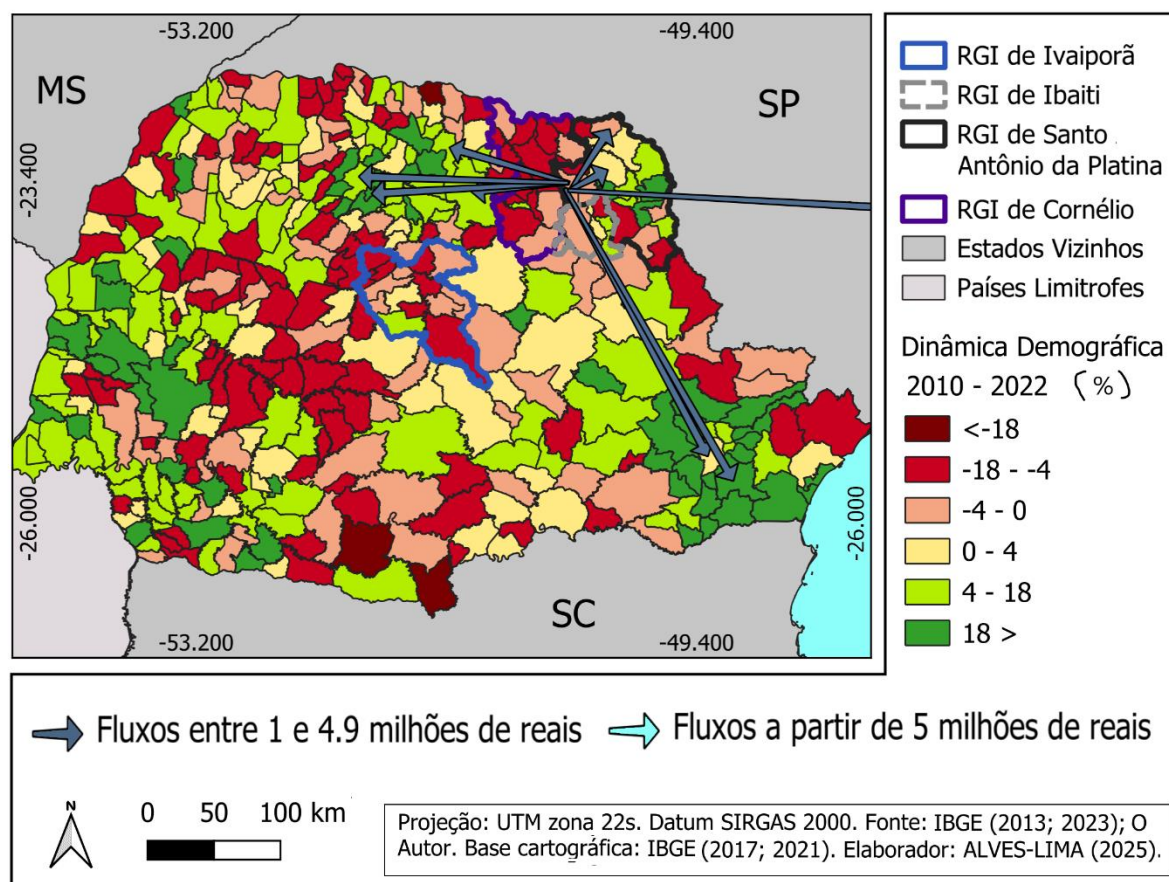 -53.200
-49.400
MS
SP
-23.400
-26.000
-26.000
SC
-53.200
-49.400
RGI de Ivaiporã
RGI de Ibaiti
RGI de Santo
Antônio da Platina
RGI de Cornélio
Estados Vizinhos
Países Limitrofes
Dinâmica Demográfica
2010 - 2022 (%)
<-18
-18 - -4
-4 - 0
0 - 4
4 - 18
18 >
Fluxos entre 1 e 4.9 milhões de reais
Fluxos a partir de 5 milhões de reais
N
0 50 100 km
Projeção: UTM zona 22s. Datum SIRGAS 2000. Fonte: IBGE (2013; 2023); O
Autor. Base cartográfica: IBGE (2017; 2021). Elaborador: ALVES-LIMA (2025).